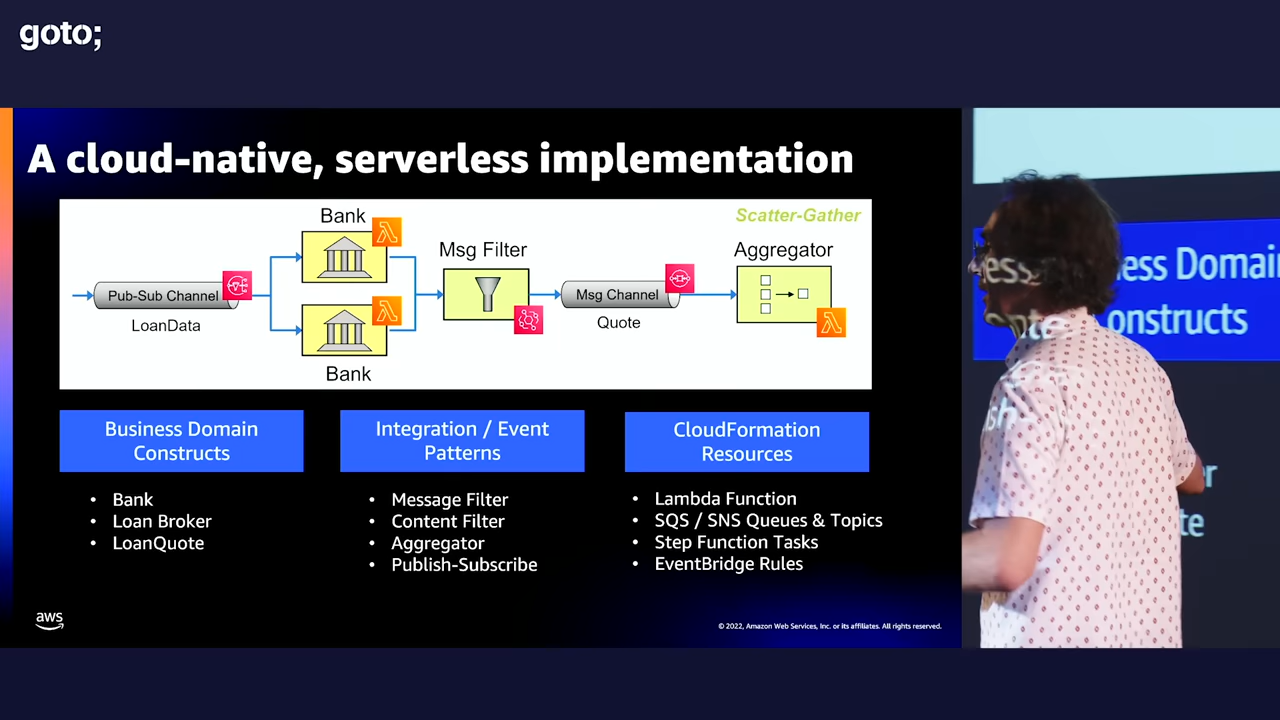 goto;
A cloud-native, serverless implementation
Scatter-Gather
Bank
Msg Filter
Aggregator
Pub-Sub Channel
LoanData
Msg Channel
Quote
Bank
Business Domain
Constructs
Integration / Event
Patterns
CloudFormation
Resources
• Bank
• Loan Broker
• LoanQuote
• Message Filter
• Content Filter
• Aggregator
• Publish-Subscribe
• Lambda Function
• SQS / SNS Queues & Topics
• Step Function Tasks
• EventBridge Rules
aws
© 2022, Amazon Web Services, Inc. or its affiliates. All rights reserved.
ess Domai
onstructs